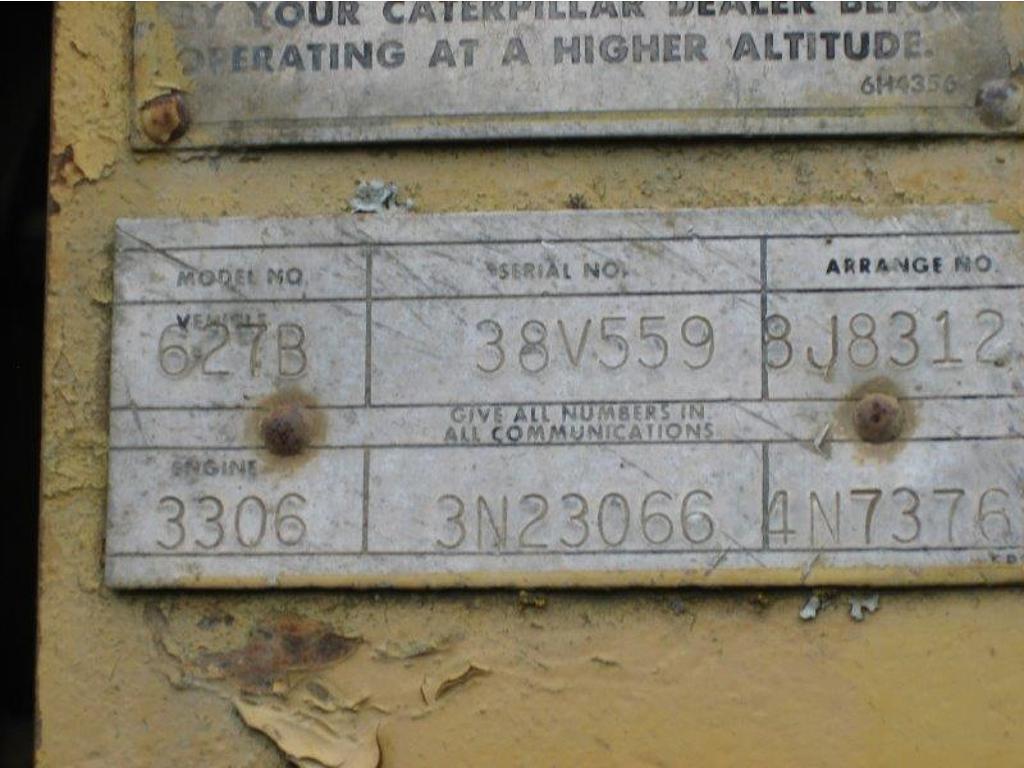 BY YOUR CATERPILLAR DEALER BEFORE
OPERATING AT A HIGHER ALTITUDE.
6H4356
MODEL NO. SERIAL NO. ARRANGE NO.
VEHICLE
627B 38V559 8J8312
GIVE ALL NUMBERS IN
ALL COMMUNICATIONS
ENGINE
3306 3N23066 4N7376